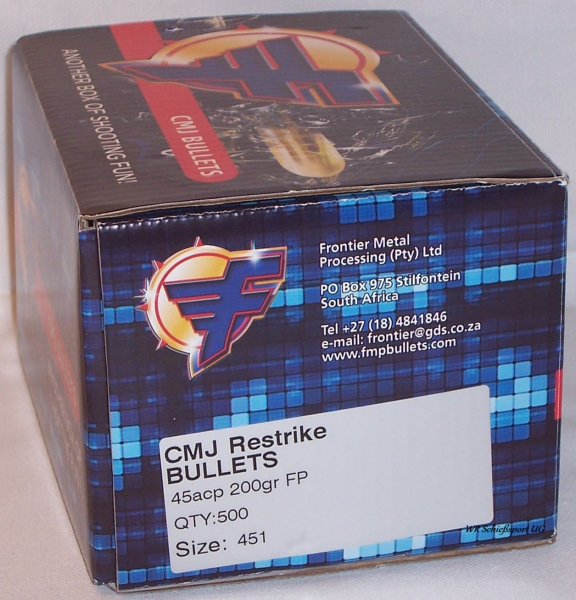 CMJ BULLETS
ANOTHER BOX OF SHOOTING FUN!
Frontier Metal
Processing (Pty) Ltd
PO Box 975 Stilfontein
South Africa
Tel +27 (18) 4841846
e-mail: frontier@gds.co.za
www.fmpbullets.com
CMJ Restrike
BULLETS
45acp 200gr FP
QTY:500
Size: 451
WR Schießsport UG